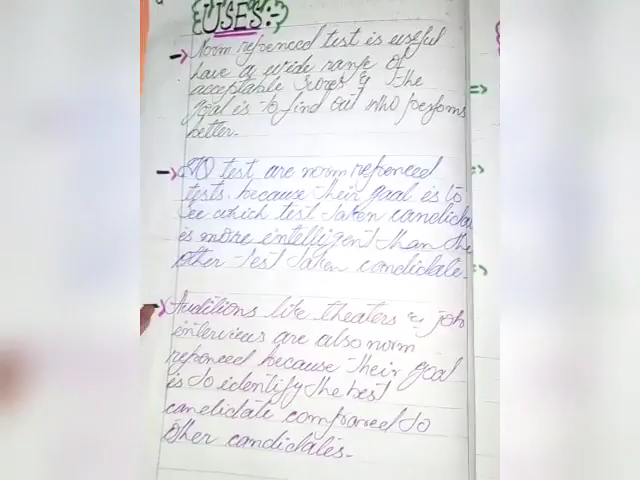 USES:-
Norm referenced test is useful
have a wide range of
acceptable scores & the
goal is to find out who performs
better.
IQ test are norm referenced
tests. because their goal is to
see which test taken candidate
is more intelligent than the
other test taken candidate.
Auditions like theaters & job
interviews are also norm
referenced because their goal
is to identify the best
candidate compared to
other candidates.